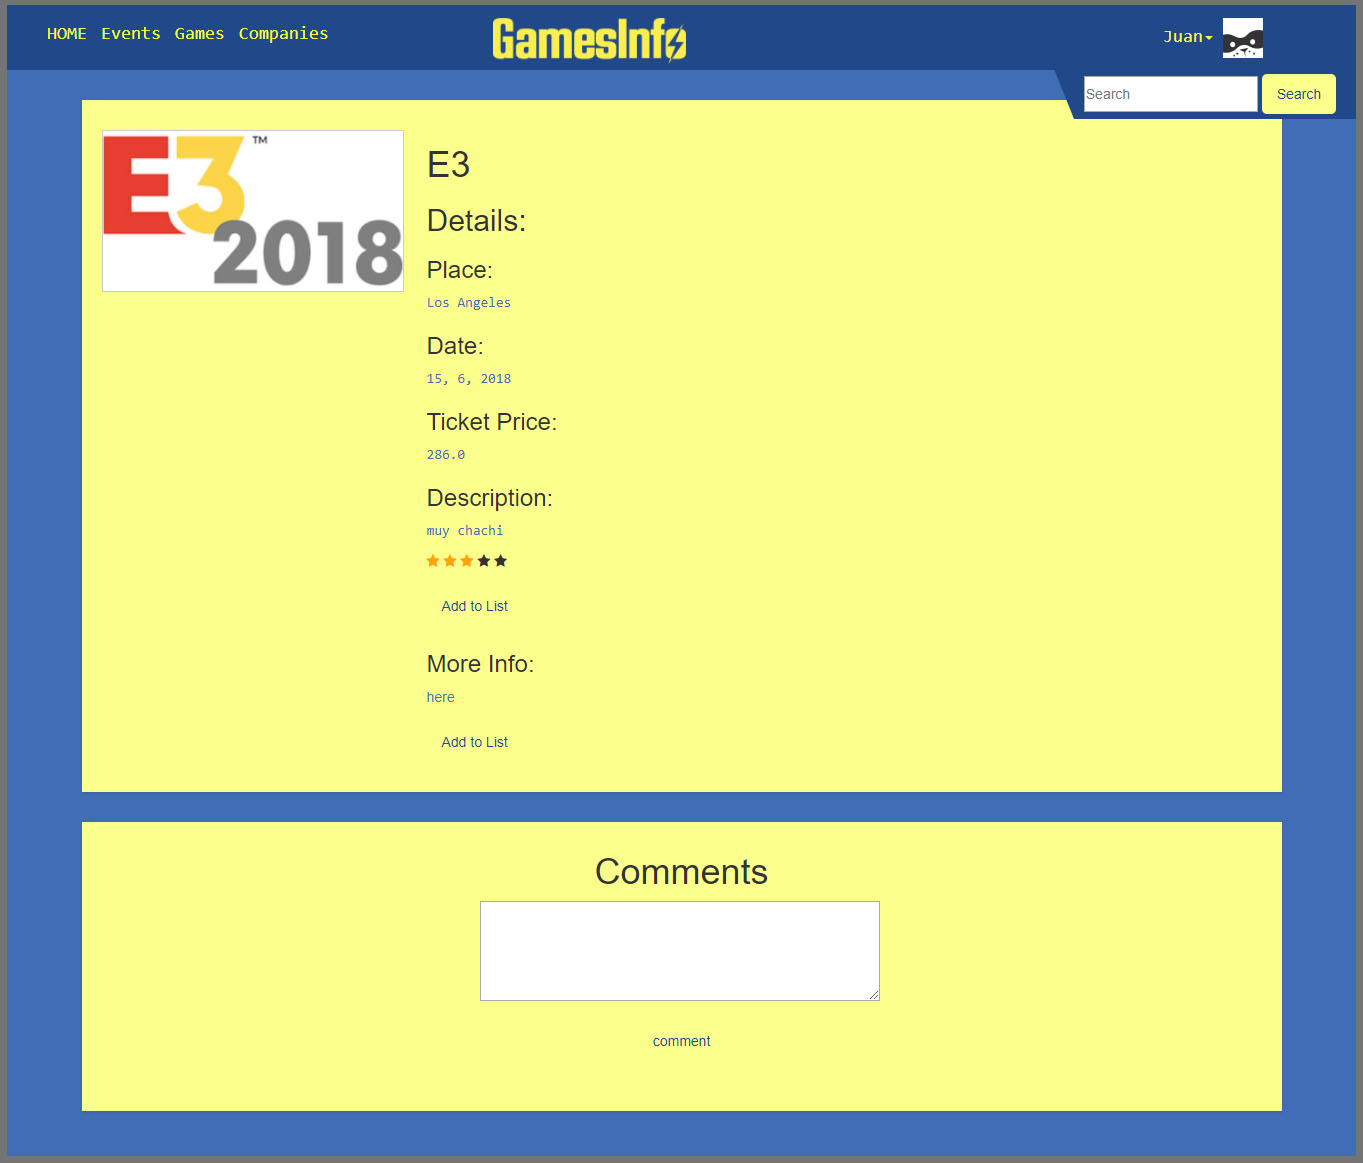 HOME Events Games Companies
GamesInfo
Juan
Search
Search
E3 ™
2018
E3
Details:
Place:
Los Angeles
Date:
15, 6, 2018
Ticket Price:
286.0
Description:
muy chachi
Add to List
More Info:
here
Add to List
Comments
comment